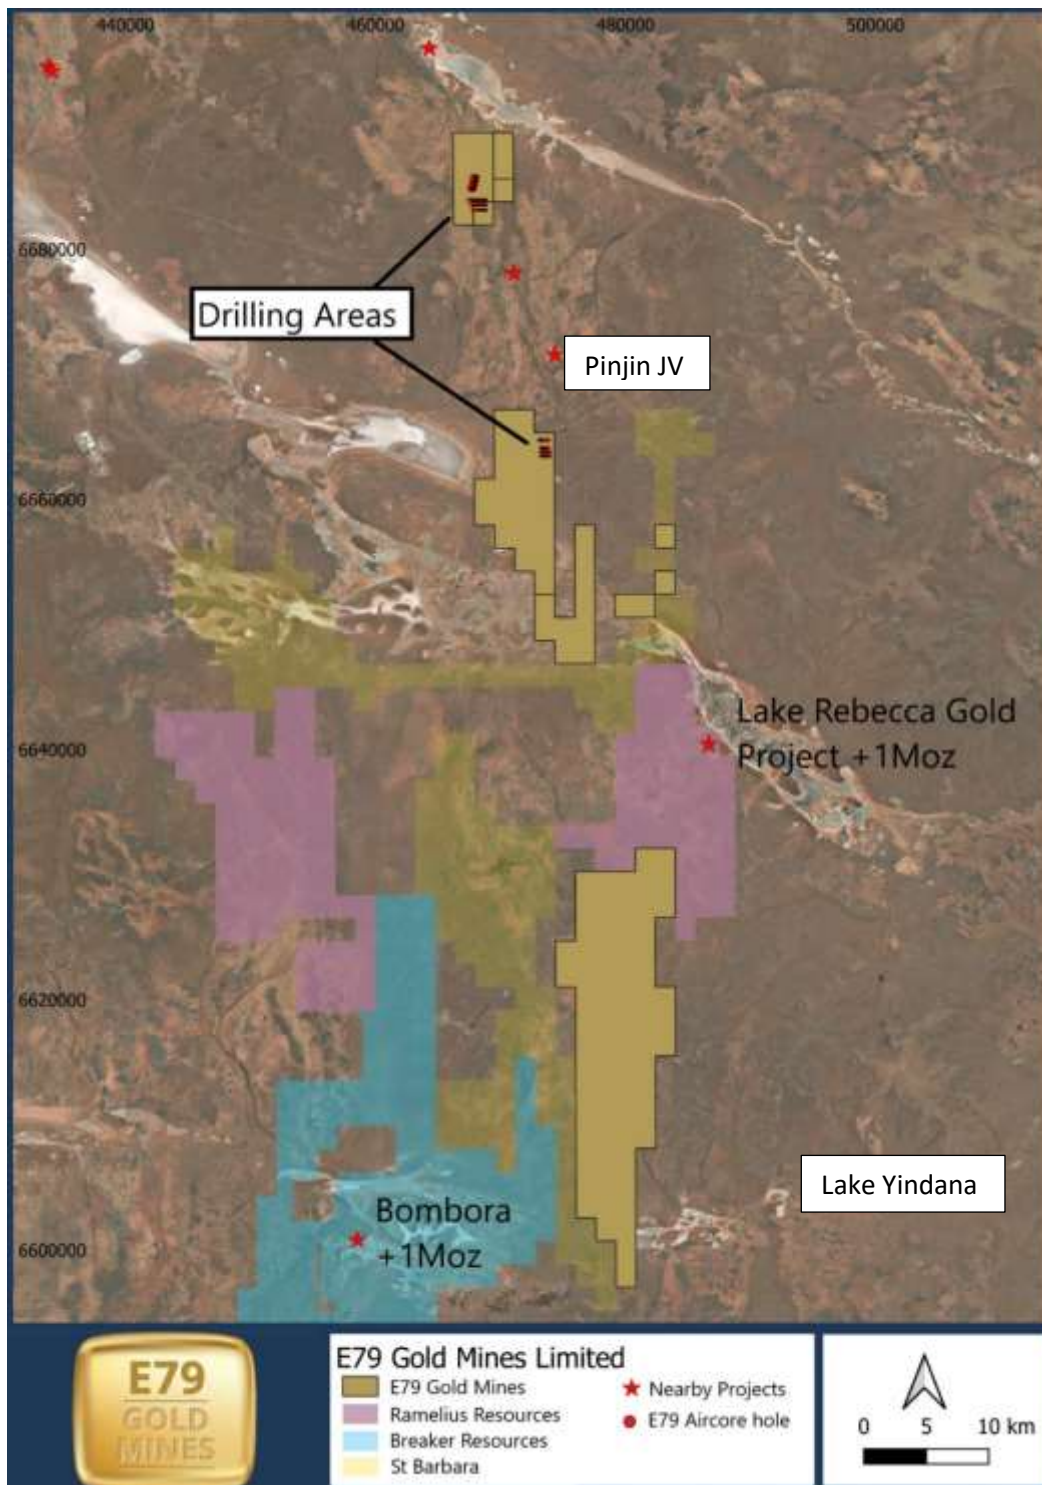 440000
460000
480000
500000
6680000
Drilling Areas
Pinjin JV
6660000
Lake Rebecca Gold
Project +1Moz
6640000
6620000
Lake Yindana
Bombora
+1Moz
6600000
E79
GOLD
MINES
E79 Gold Mines Limited
E79 Gold Mines
Ramelius Resources
Breaker Resources
St Barbara
Nearby Projects
E79 Aircore hole
0 5 10 km